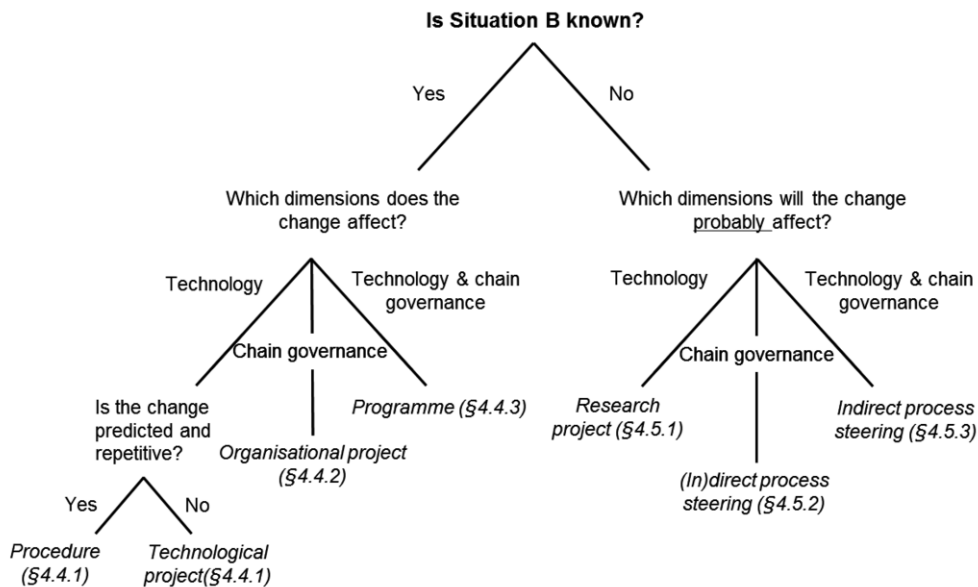 Is Situation B known?
Yes
No
Which dimensions does the
change affect?
Which dimensions will the change
probably affect?
Technology
Technology & chain
governance
Chain governance
Technology
Technology & chain
governance
Chain governance
Is the change
predicted and
repetitive?
Organisational project
(§4.4.2)
Programme (§4.4.3)
Research
project (§4.5.1)
(In)direct process
steering (§4.5.2)
Indirect process
steering (§4.5.3)
Yes
No
Procedure
(§4.4.1)
Technological
project(§4.4.1)